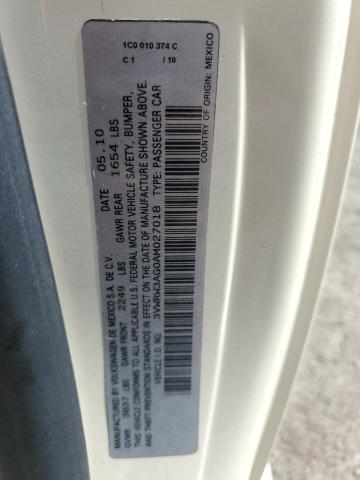 1C0 010 374 C
C 1 / 10
MANUFACTURED BY VOLKSWAGEN DE MEXICO S.A. DE C.V. DATE 05.10
GVWR 3837 LBS GAWR FRONT 2249 LBS GAWR REAR 1654 LBS
THIS VEHICLE CONFORMS TO ALL APPLICABLE U.S. FEDERAL MOTOR VEHICLE SAFETY, BUMPER,
AND THEFT PREVENTION STANDARDS IN EFFECT ON THE DATE OF MANUFACTURE SHOWN ABOVE.
VEHICLE I.D. NO.: 3VWRW3AG0AM027018 TYPE: PASSENGER CAR
COUNTRY OF ORIGIN: MEXICO